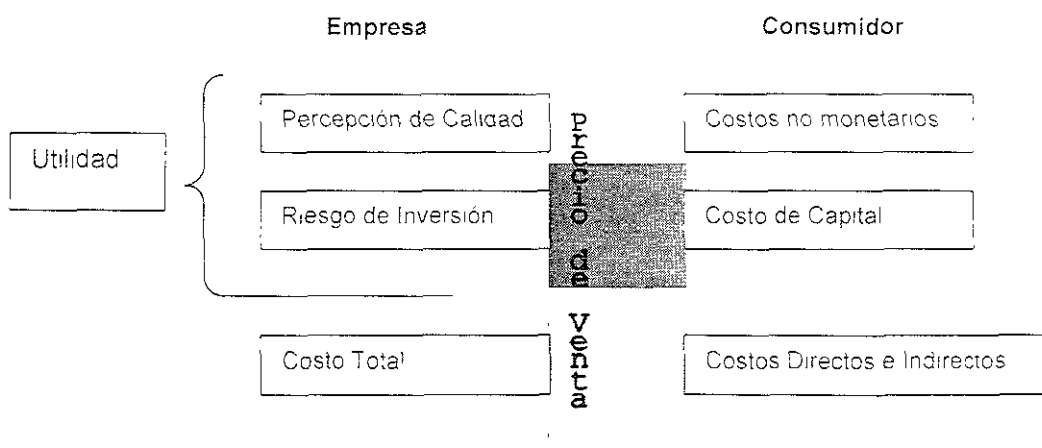 Empresa
Consumidor
Percepción de Calidad
Costos no monetarios
Utilidad
Riesgo de Inversión
Costo de Capital
Precio de Venta
Costo Total
Costos Directos e Indirectos